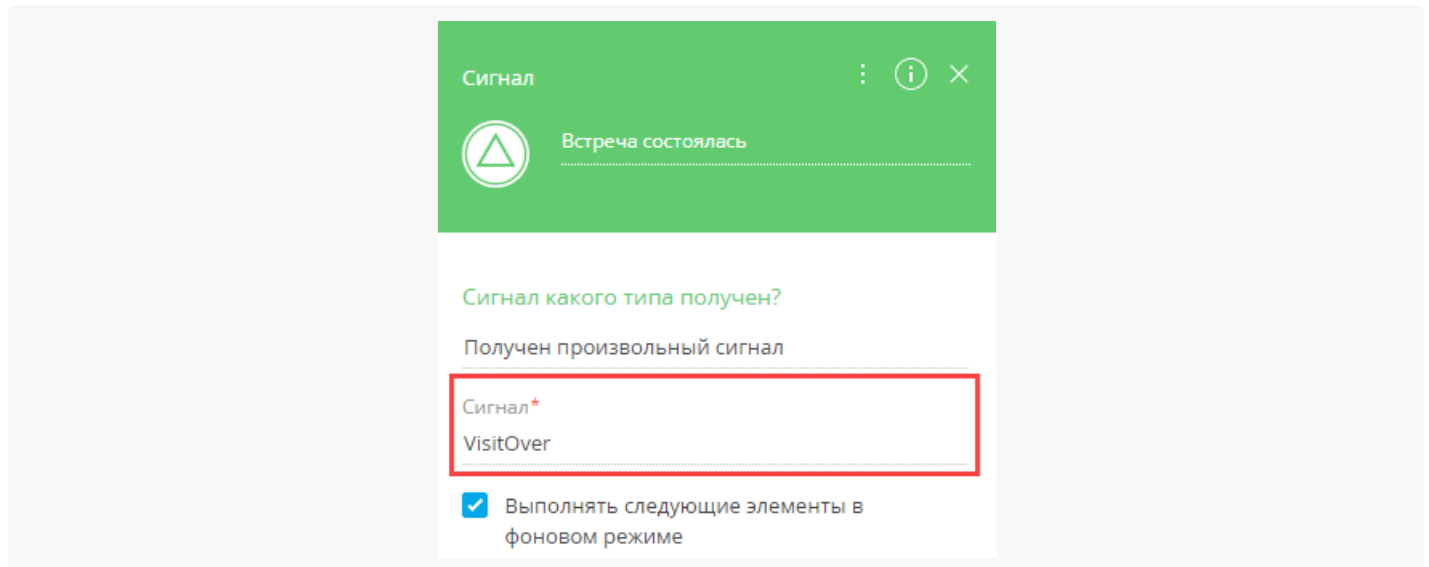 Сигнал
Встреча состоялась
Сигнал какого типа получен?
Получен произвольный сигнал
Сигнал*
VisitOver
Выполнять следующие элементы в
фоновом режиме